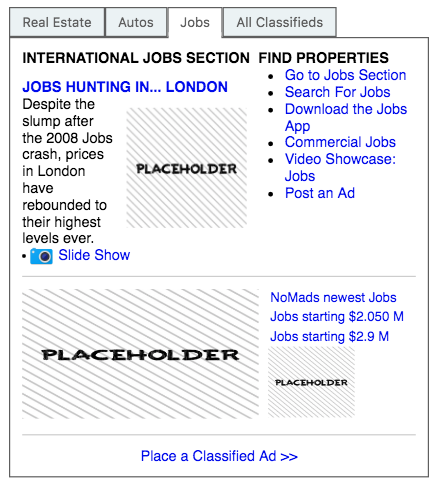 Real Estate
Autos
Jobs
All Classifieds
INTERNATIONAL JOBS SECTION
JOBS HUNTING IN... LONDON
Despite the
slump after
the 2008 Jobs
crash, prices
in London
have
rebounded to
their highest
levels ever.
PLACEHOLDER
Slide Show
FIND PROPERTIES
Go to Jobs Section
Search For Jobs
Download the Jobs
App
Commercial Jobs
Video Showcase:
Jobs
Post an Ad
PLACEHOLDER
NoMads newest Jobs
Jobs starting $2.050 M
Jobs starting $2.9 M
PLACEHOLDER
Place a Classified Ad >>